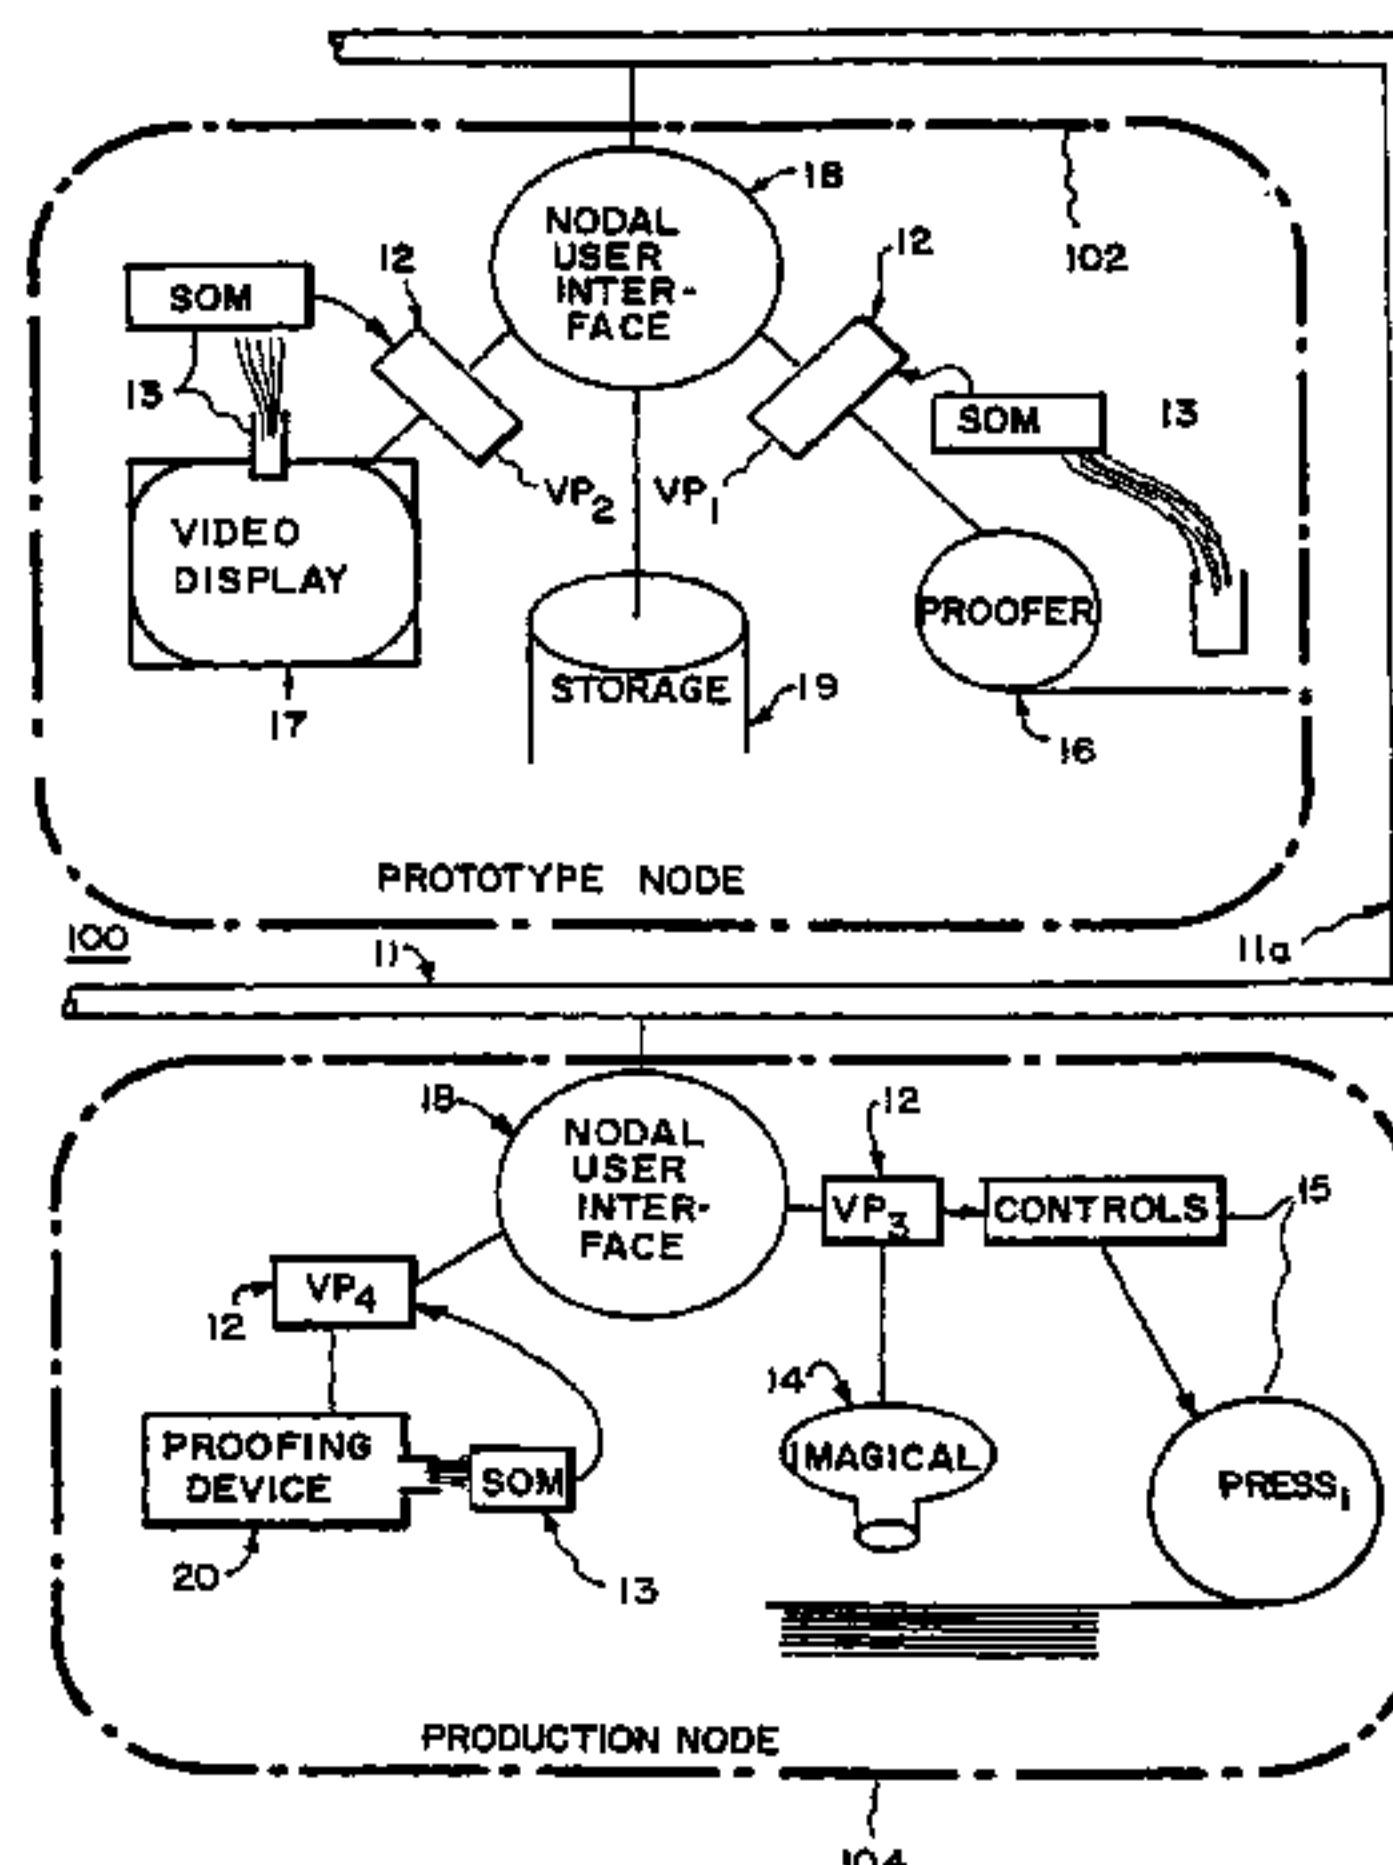 18
NODAL
USER
INTER-
FACE
12
12
102
SOM
13
SOM
13
VP2
VP1
VIDEO
DISPLAY
PROOFER
STORAGE
19
17
16
PROTOTYPE NODE
100
11
11a
18
12
NODAL
USER
INTER-
FACE
15
VP3
CONTROLS
VP4
12
14
PROOFING
DEVICE
SOM
IMAGICAL
PRESS1
20
13
PRODUCTION NODE
104